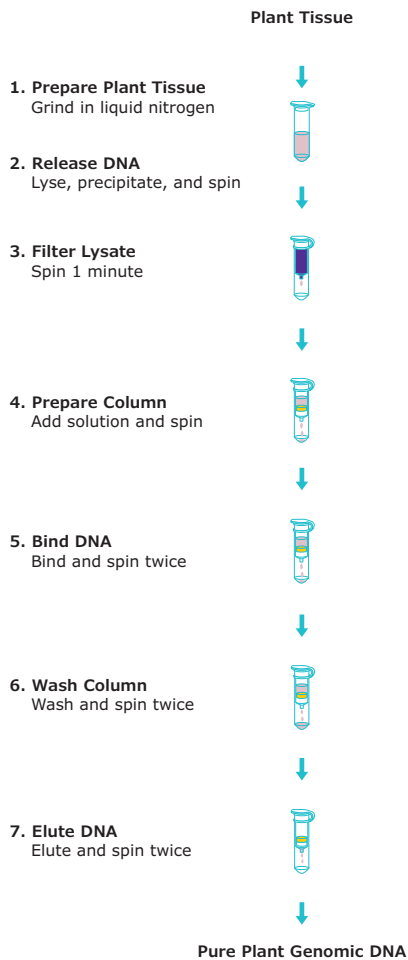 Plant Tissue
1. Prepare Plant Tissue
Grind in liquid nitrogen
2. Release DNA
Lyse, precipitate, and spin
3. Filter Lysate
Spin 1 minute
4. Prepare Column
Add solution and spin
5. Bind DNA
Bind and spin twice
6. Wash Column
Wash and spin twice
7. Elute DNA
Elute and spin twice
Pure Plant Genomic DNA